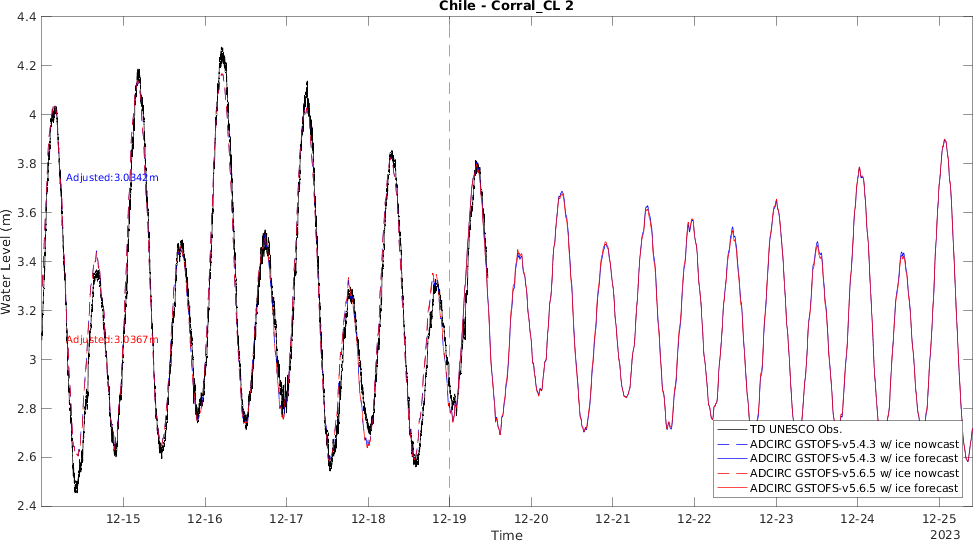 Chile - Corral_CL 2
4.4
4.2
4
3.8
3.6
3.4
3.2
3
2.8
2.6
2.4
Water Level (m)
Adjusted:3.0342m
Adjusted:3.0367m
TD UNESCO Obs.
ADCIRC GSTOFS-v5.4.3 w/ ice nowcast
ADCIRC GSTOFS-v5.4.3 w/ ice forecast
ADCIRC GSTOFS-v5.6.5 w/ ice nowcast
ADCIRC GSTOFS-v5.6.5 w/ ice forecast
12-15 12-16 12-17 12-18 12-19 12-20 12-21 12-22 12-23 12-24 12-25
Time 2023